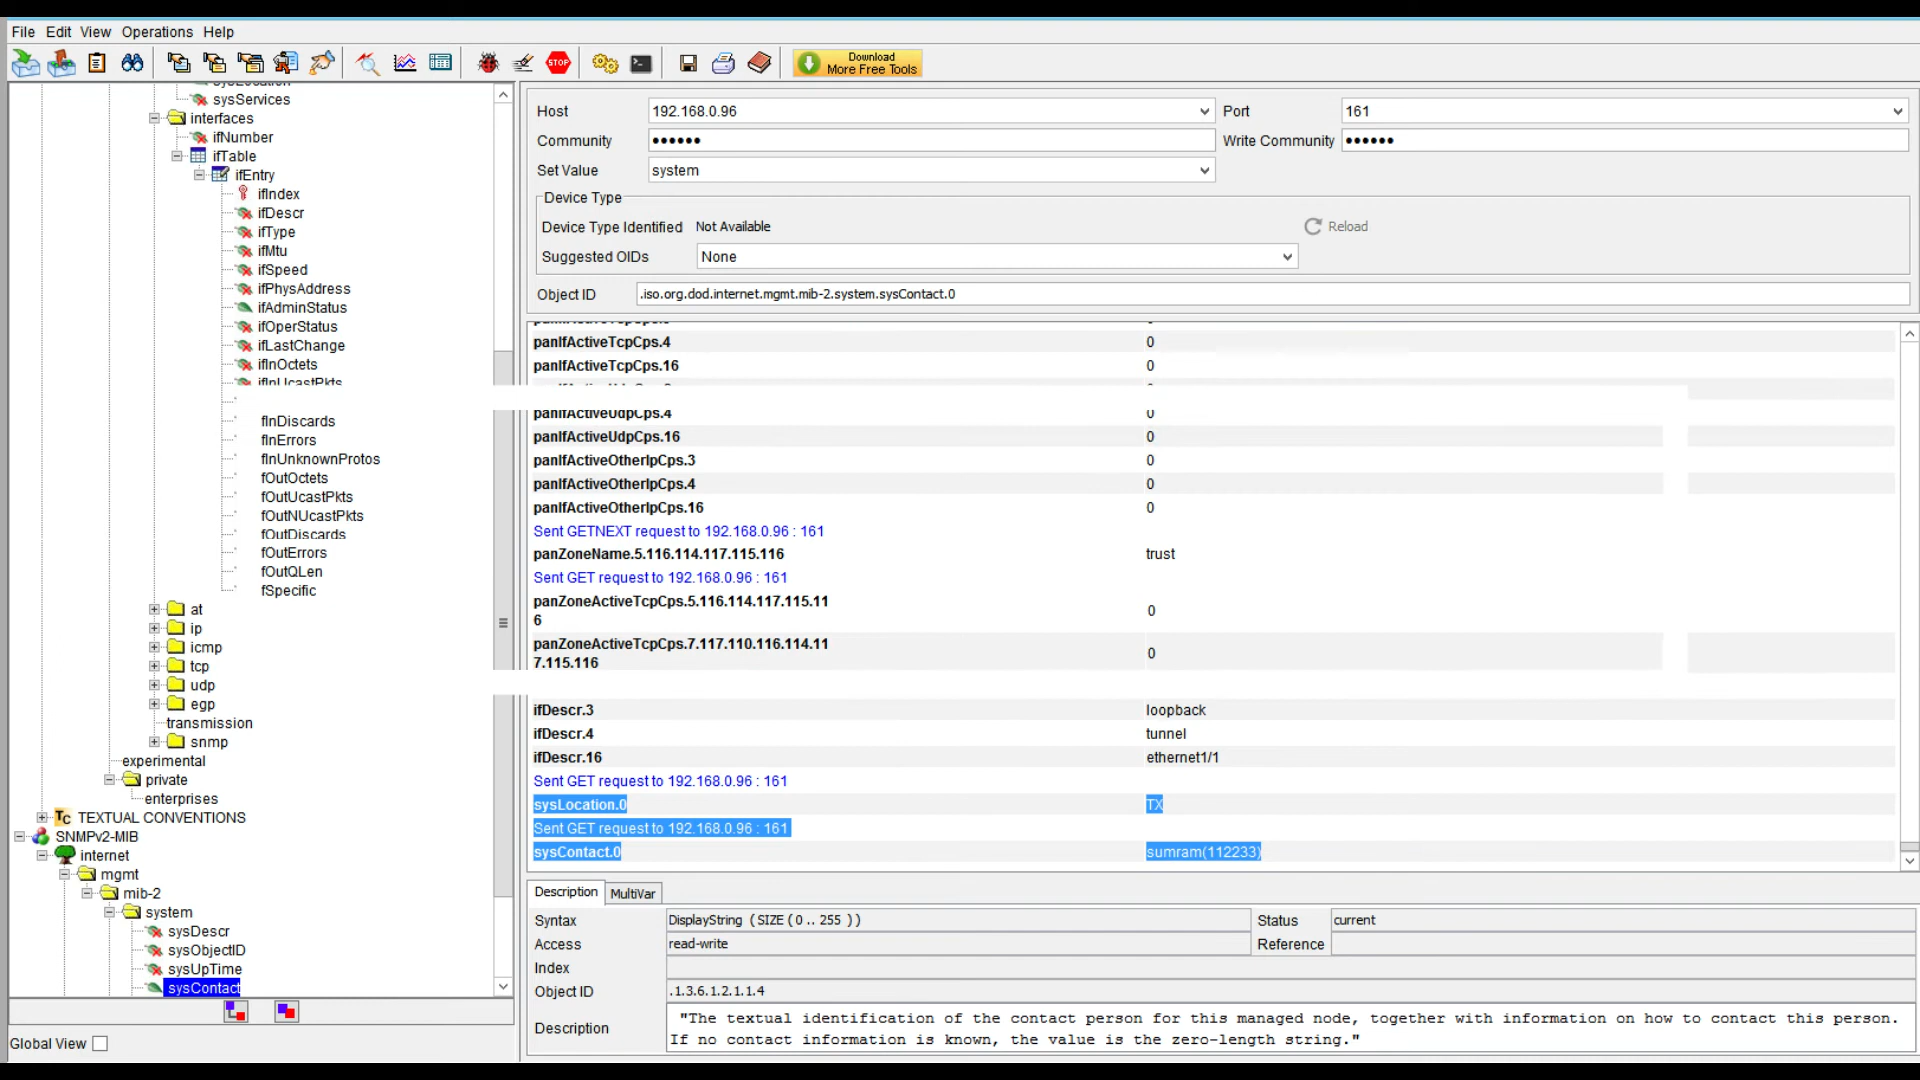 File Edit View Operations Help
Download
More Free Tools
sysServices
interfaces
ifNumber
ifTable
ifEntry
ifIndex
ifDescr
ifType
ifMtu
ifSpeed
ifPhysAddress
ifAdminStatus
ifOperStatus
ifLastChange
ifInOctets
ifInUcastPkts
fInDiscards
fInErrors
fInUnknownProtos
fOutOctets
fOutUcastPkts
fOutNUcastPkts
fOutDiscards
fOutErrors
fOutQLen
fSpecific
at
ip
icmp
tcp
udp
egp
transmission
snmp
experimental
private
enterprises
TEXTUAL CONVENTIONS
SNMPv2-MIB
internet
mgmt
mib-2
system
sysDescr
sysObjectID
sysUpTime
sysContact
Global View
Host 192.168.0.96 Port 161
Community •••••• Write Community ••••••
Set Value system
Device Type
Device Type Identified Not Available Reload
Suggested OIDs None
Object ID .iso.org.dod.internet.mgmt.mib-2.system.sysContact.0
panIfActiveTcpCps.4 0
panIfActiveTcpCps.16 0
panIfActiveUdpCps.4 0
panIfActiveUdpCps.16 0
panIfActiveOtherIpCps.3 0
panIfActiveOtherIpCps.4 0
panIfActiveOtherIpCps.16 0
Sent GETNEXT request to 192.168.0.96 : 161
panZoneName.5.116.114.117.115.116 trust
Sent GET request to 192.168.0.96 : 161
panZoneActiveTcpCps.5.116.114.117.115.11
6 0
panZoneActiveTcpCps.7.117.110.116.114.11
7.115.116 0
ifDescr.3 loopback
ifDescr.4 tunnel
ifDescr.16 ethernet1/1
Sent GET request to 192.168.0.96 : 161
sysLocation.0 TX
Sent GET request to 192.168.0.96 : 161
sysContact.0 sumram(112233)
Description MultiVar
Syntax DisplayString ( SIZE ( 0 .. 255 ) ) Status current
Access read-write Reference
Index
Object ID .1.3.6.1.2.1.1.4
Description "The textual identification of the contact person for this managed node, together with information on how to contact this person.
If no contact information is known, the value is the zero-length string."